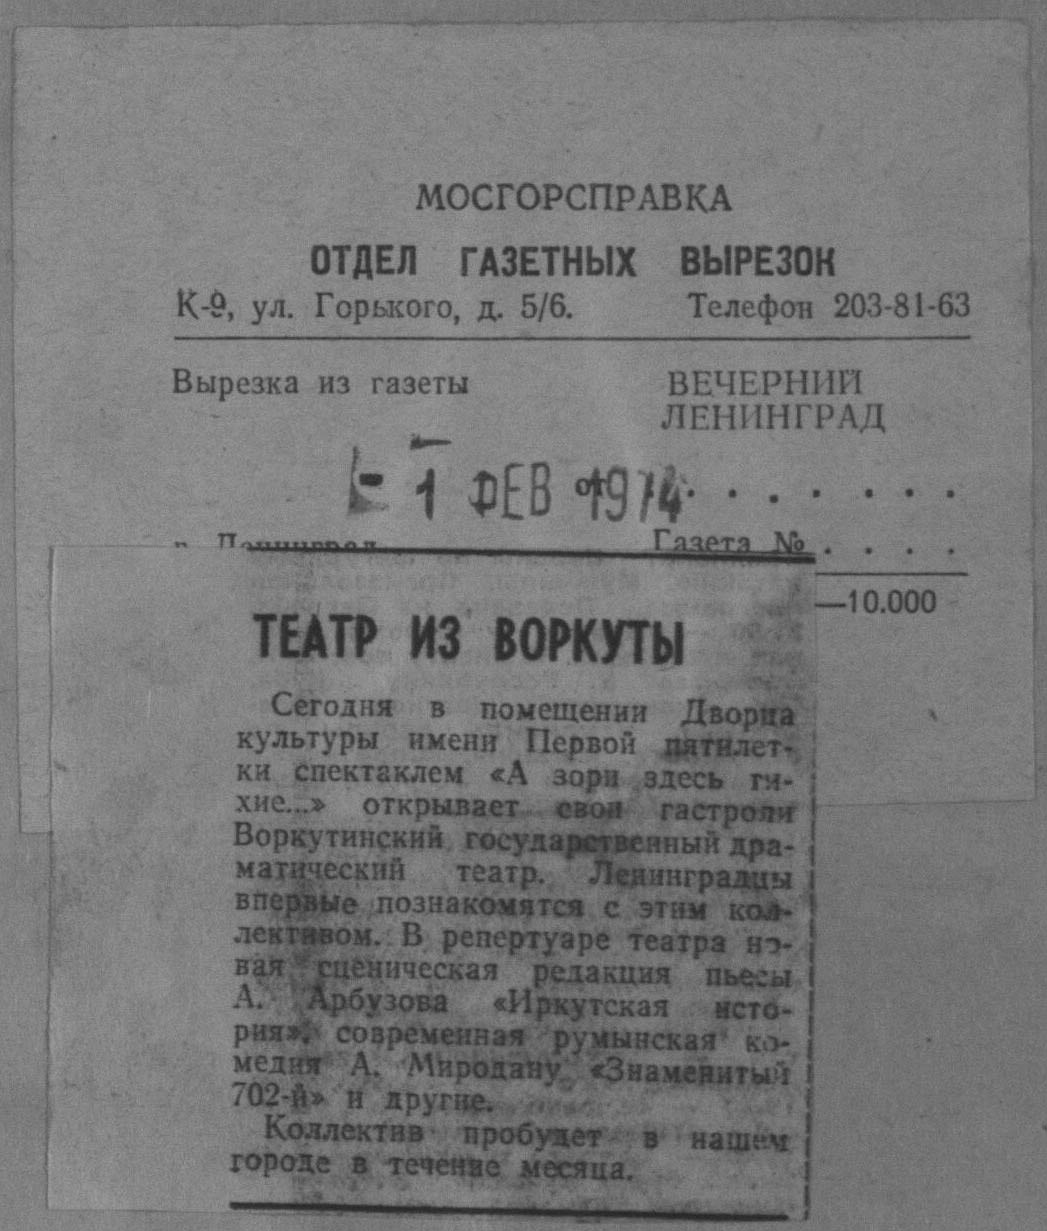 МОСГОРСПРАВКА
ОТДЕЛ ГАЗЕТНЫХ ВЫРЕЗОК
К-9, ул. Горького, д. 5/6. Телефон 203-81-63
Вырезка из газеты ВЕЧЕРНИЙ
ЛЕНИНГРАД
- 1 ФЕВ 1974 от . . . . . . .
г. Ленинград Газета № . . . .
—10.000
ТЕАТР ИЗ ВОРКУТЫ
Сегодня в помещении Дворца
культуры имени Первой пятилет-
ки спектаклем «А зори здесь ти-
хие...» открывает свои гастроли
Воркутинский государственный дра-
матический театр. Ленинградцы
впервые познакомятся с этим кол-
лективом. В репертуаре театра но-
вая сценическая редакция пьесы
А. Арбузова «Иркутская исто-
рия», современная румынская ко-
медия А. Миродану «Знаменитый
702-й» и другие.
Коллектив пробудет в нашем
городе в течение месяца.